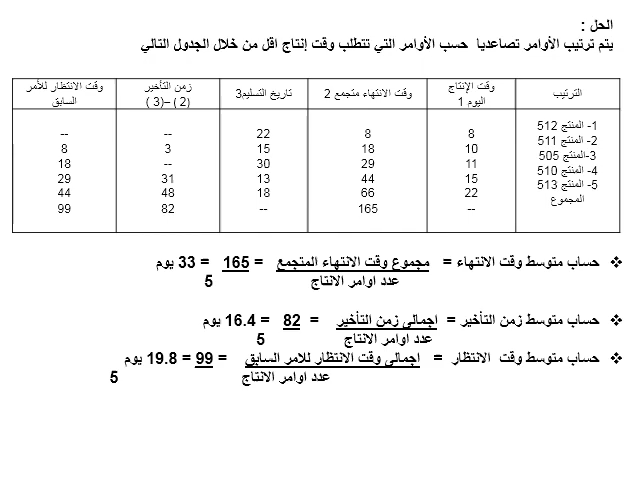 الحل :
يتم ترتيب الأوامر تصاعديا حسب الأوامر التي تتطلب وقت إنتاج اقل من خلال الجدول التالي
الترتيب | وقت الإنتاج اليوم 1 | وقت الانتهاء متجمع 2 | تاريخ التسليم3 | زمن التأخير (2 )–(3 ) | وقت الانتظار للأمر السابق
1- المنتج 512 | 8 | 8 | 22 | -- | --
2- المنتج 511 | 10 | 18 | 15 | 3 | 8
3-المنتج 505 | 11 | 29 | 30 | -- | 18
4- المنتج 510 | 15 | 44 | 13 | 31 | 29
5- المنتج 513 | 22 | 66 | 18 | 48 | 44
المجموع | -- | 165 | -- | 82 | 99
❖ حساب متوسط وقت الانتهاء = مجموع وقت الانتهاء المتجمع = 165 = 33 يوم
عدد اوامر الانتاج 5
❖ حساب متوسط زمن التأخير = اجمالى زمن التأخير = 82 = 16.4 يوم
عدد اوامر الانتاج 5
❖ حساب متوسط وقت الانتظار = إجمالى وقت الانتظار للامر السابق = 99 = 19.8 يوم
عدد اوامر الانتاج 5